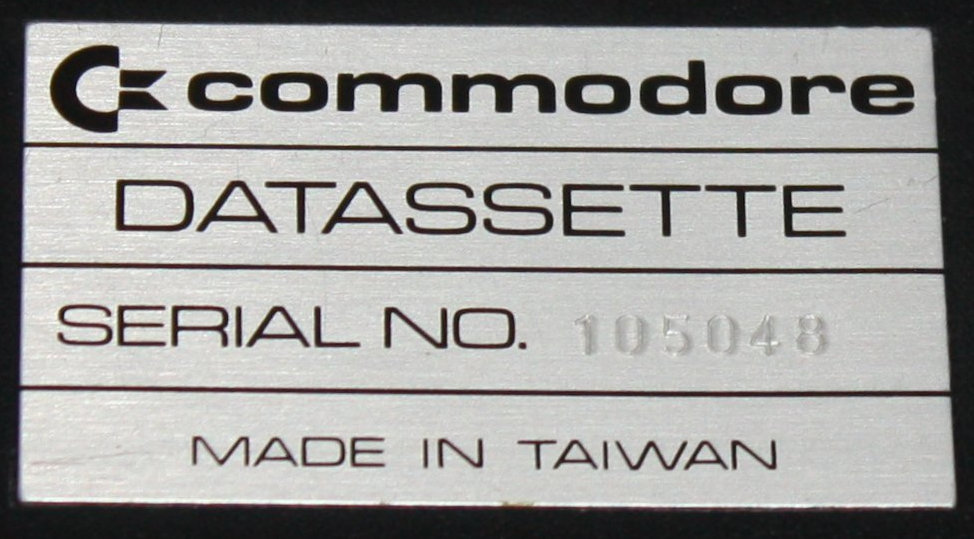 commodore
DATASSETTE
SERIAL NO. 105048
MADE IN TAIWAN